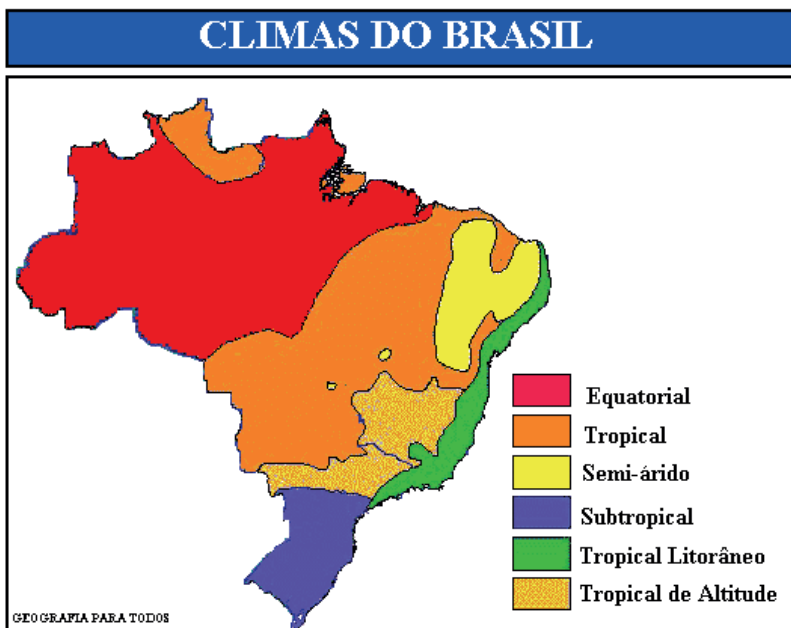 CLIMAS DO BRASIL
Equatorial
Tropical
Semi-árido
Subtropical
Tropical Litorâneo
Tropical de Altitude
GEOGRAFIA PARA TODOS